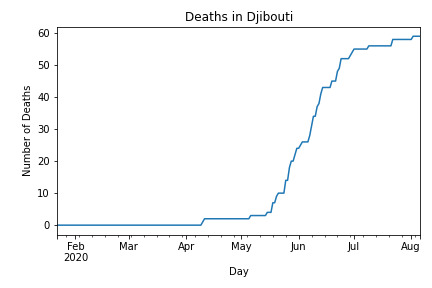 Deaths in Djibouti
60
50
40
30
20
10
0
Number of Deaths
Feb
2020
Mar
Apr
May
Jun
Jul
Aug
Day